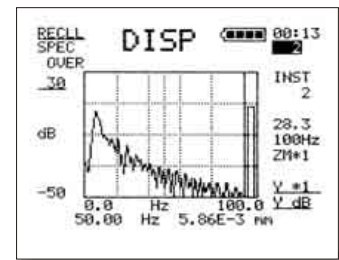 RECLL DISP 00:13
SPEC 2
OVER
30 INST
2
28.3
dB 100Hz
ZM*1
-50 Y *1
0.0 Hz 100.0 Y dB
50.00 Hz 5.86E-3 mm